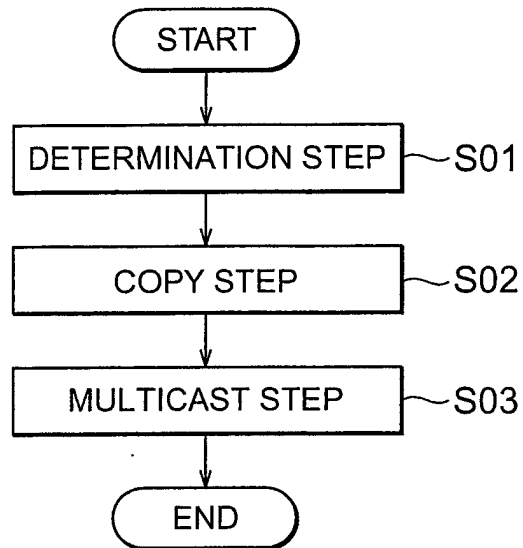 START
DETERMINATION STEP S01
COPY STEP S02
MULTICAST STEP S03
END